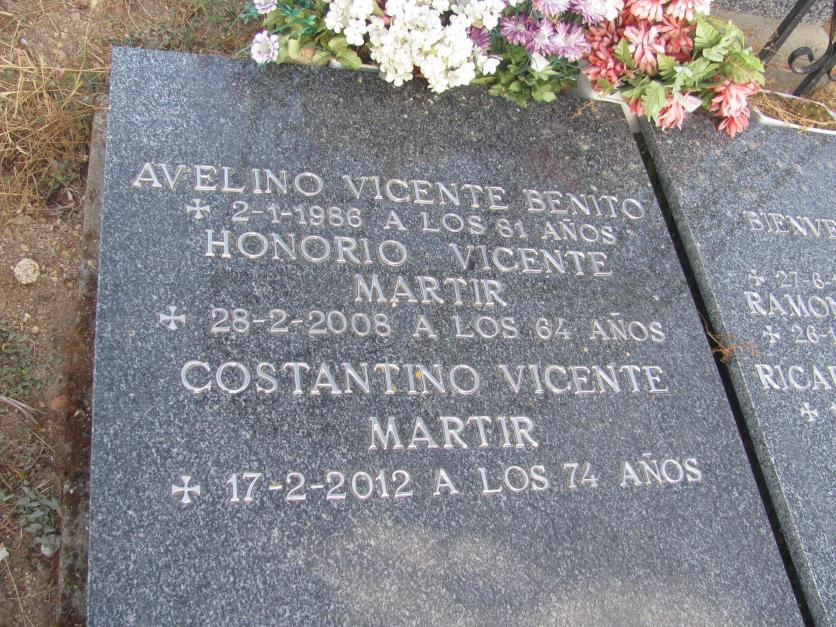 AVELINO VICENTE BENITO
✠ 2-1-1986 A LOS 81 AÑOS
HONORIO VICENTE
MARTIR
✠ 28-2-2008 A LOS 64 AÑOS
COSTANTINO VICENTE
MARTIR
✠ 17-2-2012 A LOS 74 AÑOS